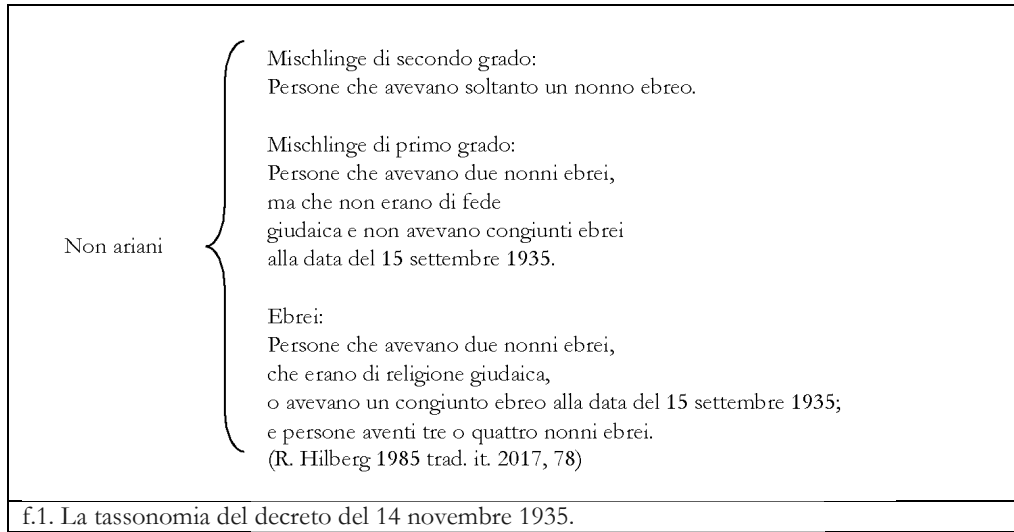 Mischlinge di secondo grado:
Persone che avevano soltanto un nonno ebreo.
Mischlinge di primo grado:
Persone che avevano due nonni ebrei,
ma che non erano di fede
giudaica e non avevano congiunti ebrei
alla data del 15 settembre 1935.
Non ariani
Ebrei:
Persone che avevano due nonni ebrei,
che erano di religione giudaica,
o avevano un congiunto ebreo alla data del 15 settembre 1935;
e persone aventi tre o quattro nonni ebrei.
(R. Hilberg 1985 trad. it. 2017, 78)
f.1. La tassonomia del decreto del 14 novembre 1935.